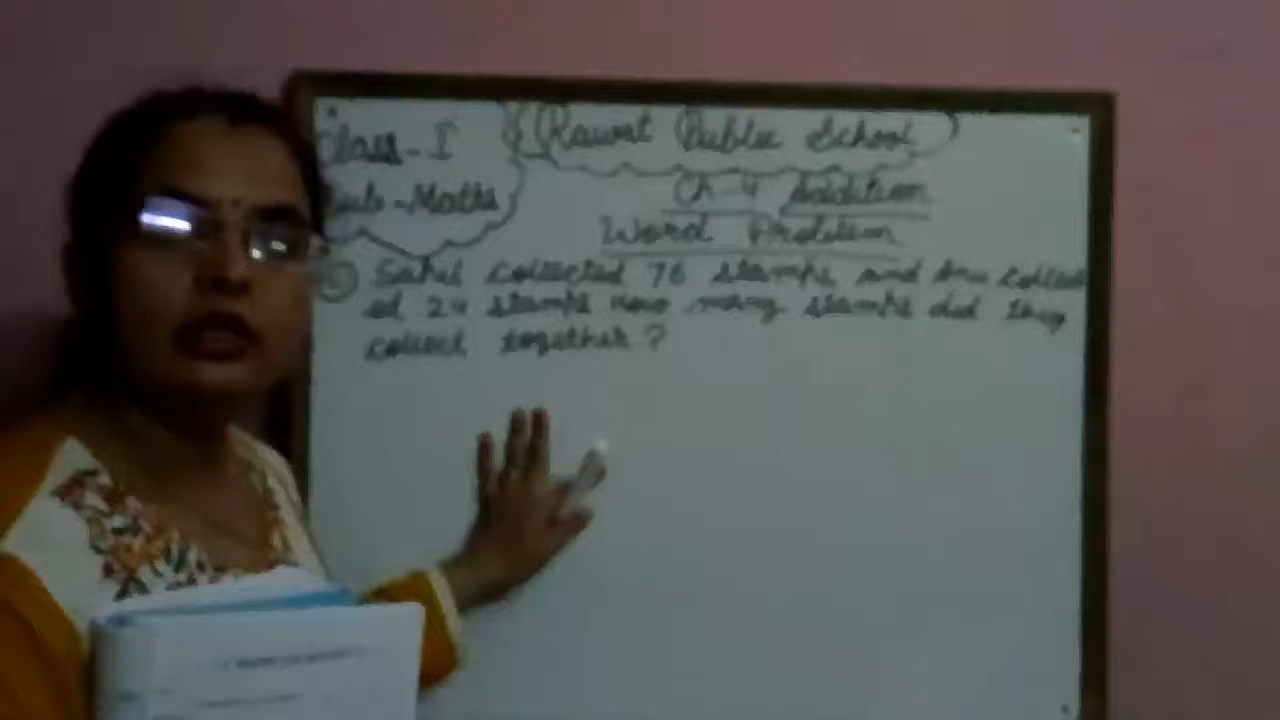 Class - I
Rawat Public School
Sub - Maths
Ch 4 Addition
Word Problem
Sahil collected 76 stamps and Anu collect
ed 24 stamps How many stamps did they
collect together?